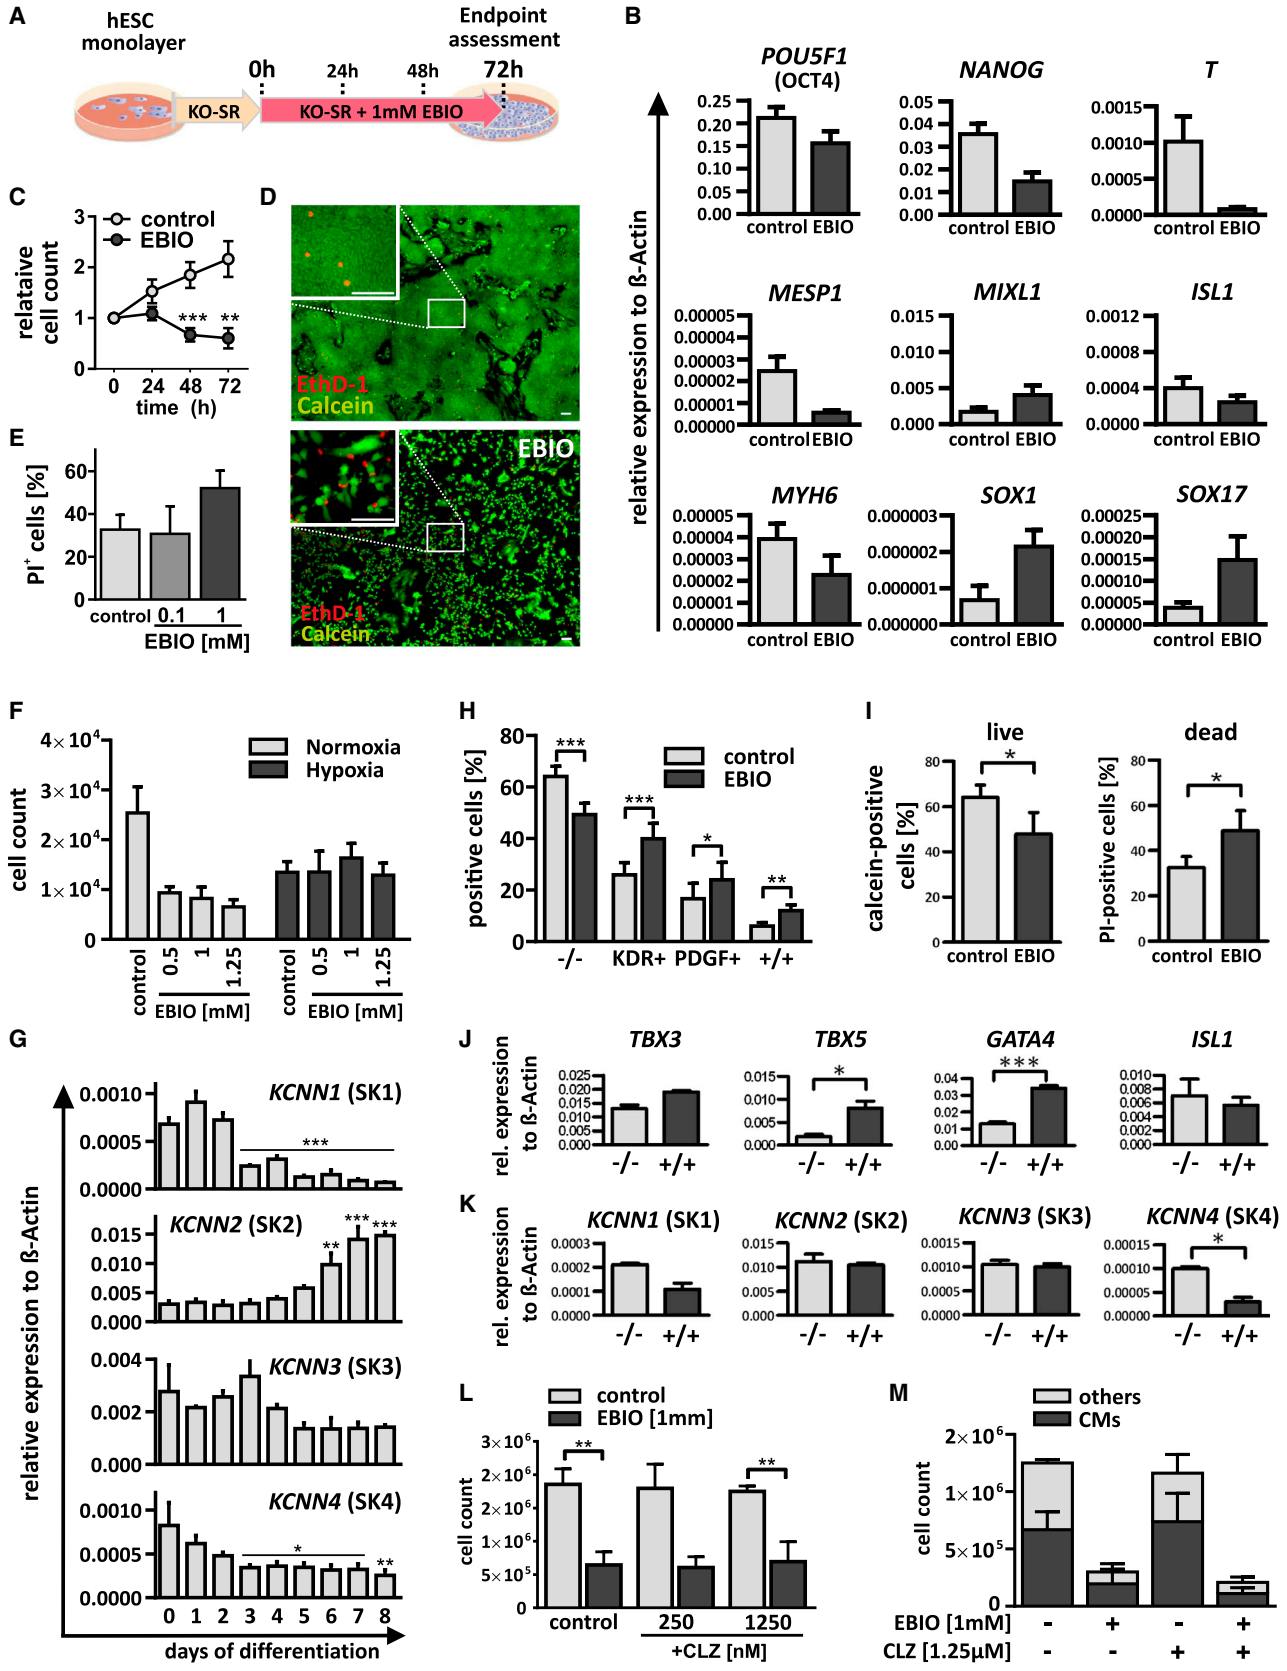 A
hESC
monolayer
Endpoint
assessment
0h
24h
48h
72h
KO-SR
KO-SR + 1mM EBIO
B
relative expression to ß-Actin
POU5F1
(OCT4)
0.25
0.20
0.15
0.10
0.05
0.00
control EBIO
NANOG
0.05
0.04
0.03
0.02
0.01
0.00
control EBIO
T
0.0015
0.0010
0.0005
0.0000
control EBIO
MESP1
0.00005
0.00004
0.00003
0.00002
0.00001
0.00000
control EBIO
MIXL1
0.015
0.010
0.005
0.000
control EBIO
ISL1
0.0012
0.0008
0.0004
0.0000
control EBIO
MYH6
0.00005
0.00004
0.00003
0.00002
0.00001
0.00000
control EBIO
SOX1
0.000003
0.000002
0.000001
0.000000
control EBIO
SOX17
0.00025
0.00020
0.00015
0.00010
0.00005
0.00000
control EBIO
C
relataive
cell count
control
EBIO
3
2
1
0
*** **
0 24 48 72
time (h)
D
EthD-1
Calcein
EBIO
EthD-1
Calcein
E
PI+ cells [%]
60
40
20
0
control 0.1 1
EBIO [mM]
F
cell count
4×10⁴
3×10⁴
2×10⁴
1×10⁴
0
Normoxia
Hypoxia
control 0.5 1 1.25
EBIO [mM]
control 0.5 1 1.25
EBIO [mM]
G
relative expression to ß-Actin
KCNN1 (SK1)
0.0010
0.0005
0.0000
***
KCNN2 (SK2)
0.015
0.010
0.005
0.000
** *** ***
KCNN3 (SK3)
0.004
0.002
0.000
KCNN4 (SK4)
0.0010
0.0005
0.0000
* **
0 1 2 3 4 5 6 7 8
days of differentiation
H
positive cells [%]
80
60
40
20
0
control
EBIO
*** *** * **
-/- KDR+ PDGF+ +/+
I
live
calcein-positive
cells [%]
80
60
40
20
0
*
control EBIO
dead
PI-positive cells [%]
80
60
40
20
0
*
control EBIO
J
rel. expression
to ß-Actin
TBX3
0.025
0.020
0.015
0.010
0.005
0.000
-/- +/+
TBX5
0.015
0.010
0.005
0.000
*
-/- +/+
GATA4
0.04
0.03
0.02
0.01
0.00
***
-/- +/+
ISL1
0.010
0.008
0.006
0.004
0.002
0.000
-/- +/+
K
rel. expression
to ß-Actin
KCNN1 (SK1)
0.0003
0.0002
0.0001
0.0000
-/- +/+
KCNN2 (SK2)
0.015
0.010
0.005
0.000
-/- +/+
KCNN3 (SK3)
0.0015
0.0010
0.0005
0.0000
-/- +/+
KCNN4 (SK4)
0.00015
0.00010
0.00005
0.00000
*
-/- +/+
L
control
EBIO [1mm]
cell count
3×10⁶
2×10⁶
2×10⁶
1×10⁶
5×10⁵
0
** **
control 250 1250
+CLZ [nM]
M
others
CMs
cell count
2×10⁶
1×10⁶
5×10⁵
0
EBIO [1mM] - + - +
CLZ [1.25µM] - - + +